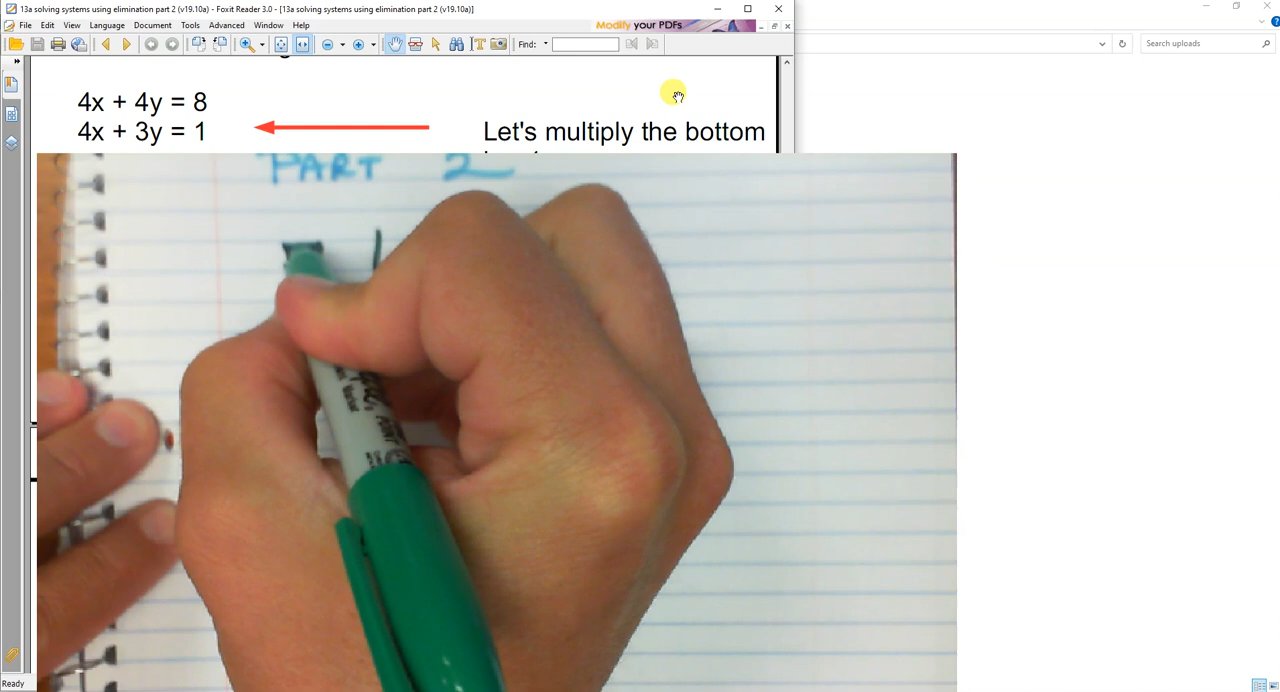 13a solving systems using elimination part 2 (v19.10a) - Foxit Reader 3.0 - [13a solving systems using elimination part 2 (v19.10a)]
File Edit View Language Document Tools Advanced Window Help
Modify your PDFs
Find:
Search uploads
4x + 4y = 8
4x + 3y = 1
Let's multiply the bottom
PART 2
POINT
Ready